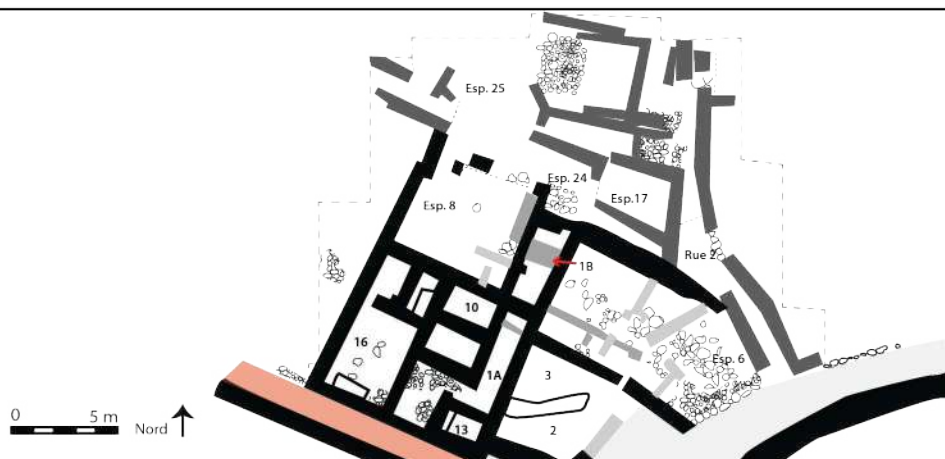 Esp. 25
Esp. 24
Esp.17
Esp. 8
Rue 2
1B
10
16
Esp. 6
1A
3
13
2
0
5 m
Nord